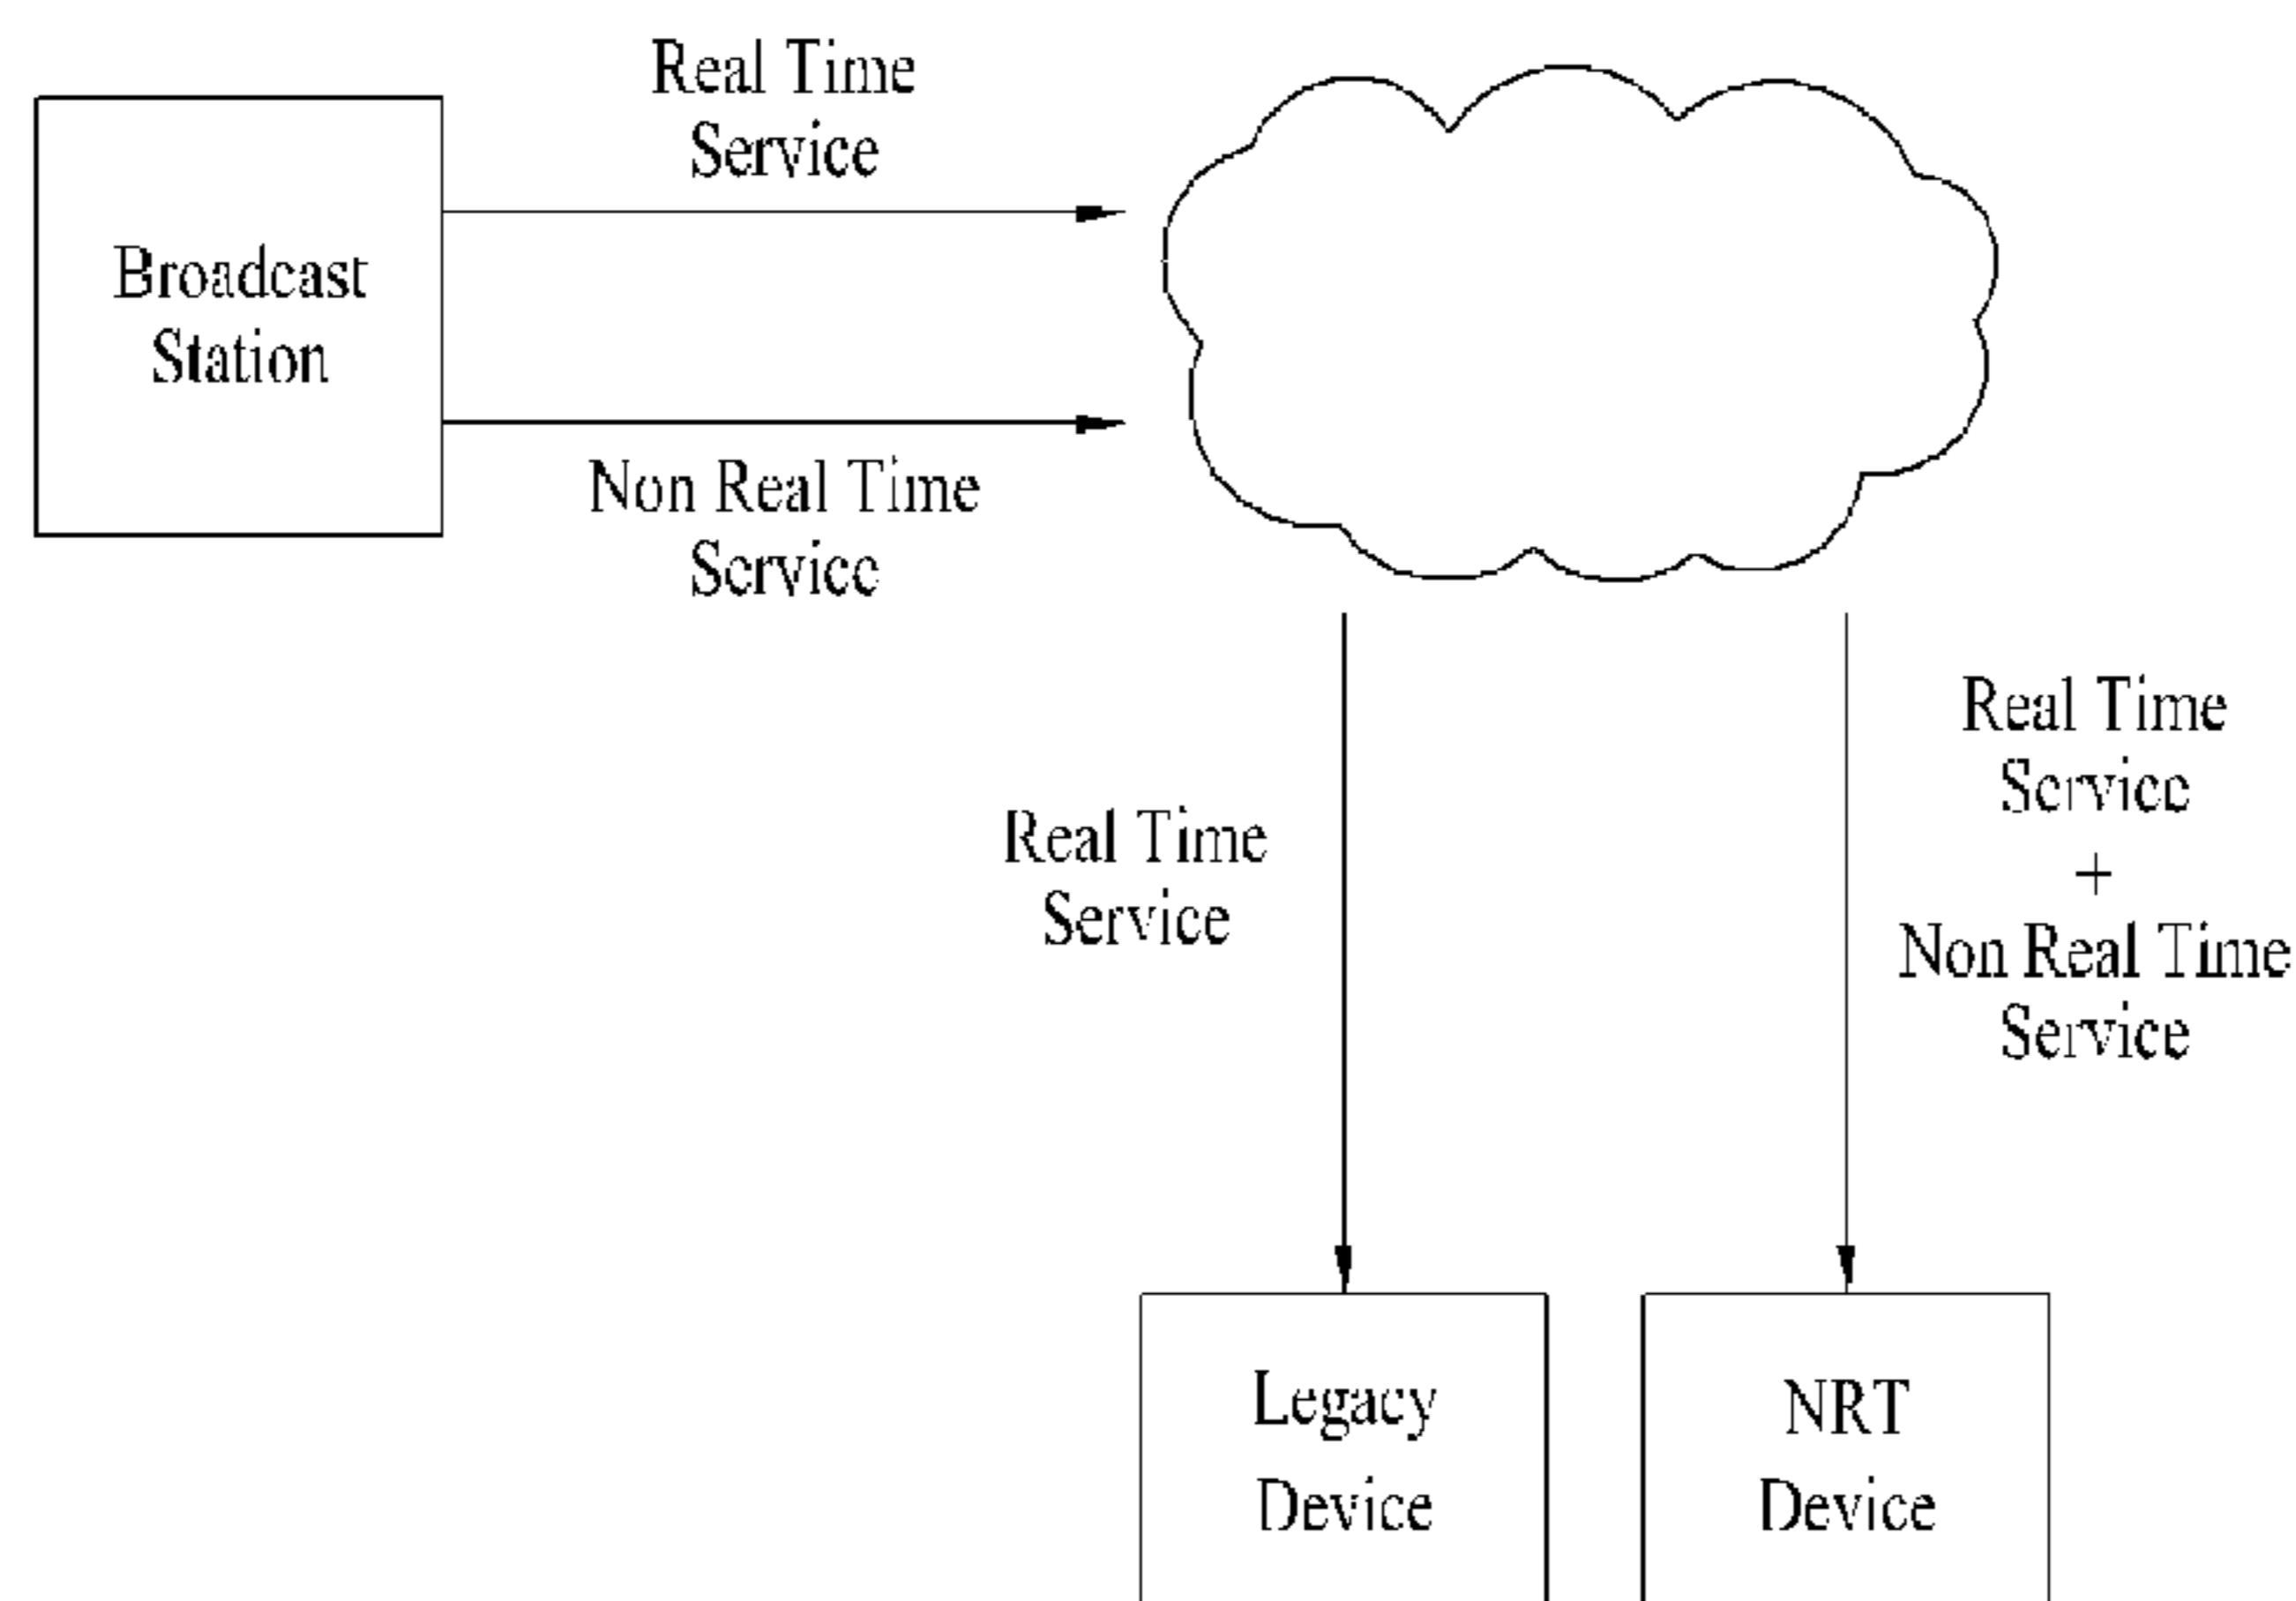 Real Time
Service
Broadcast
Station
Non Real Time
Service
Real Time
Service
Real Time
Service
+
Non Real Time
Service
Legacy
Device
NRT
Device